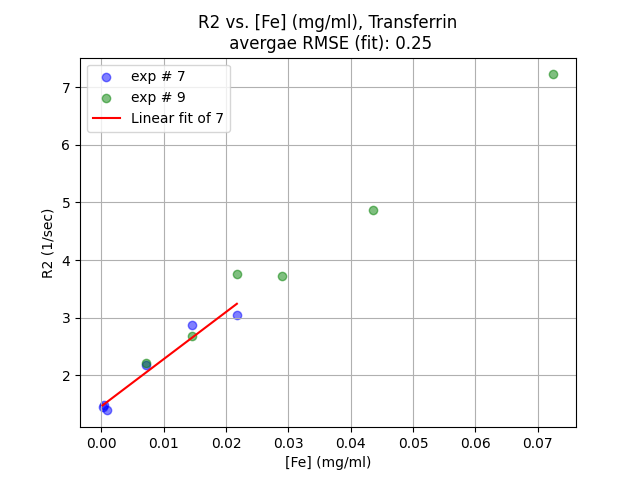 R2 vs. [Fe] (mg/ml), Transferrin
avergae RMSE (fit): 0.25
exp # 7
exp # 9
Linear fit of 7
7
6
5
4
3
2
R2 (1/sec)
0.00 0.01 0.02 0.03 0.04 0.05 0.06 0.07
[Fe] (mg/ml)